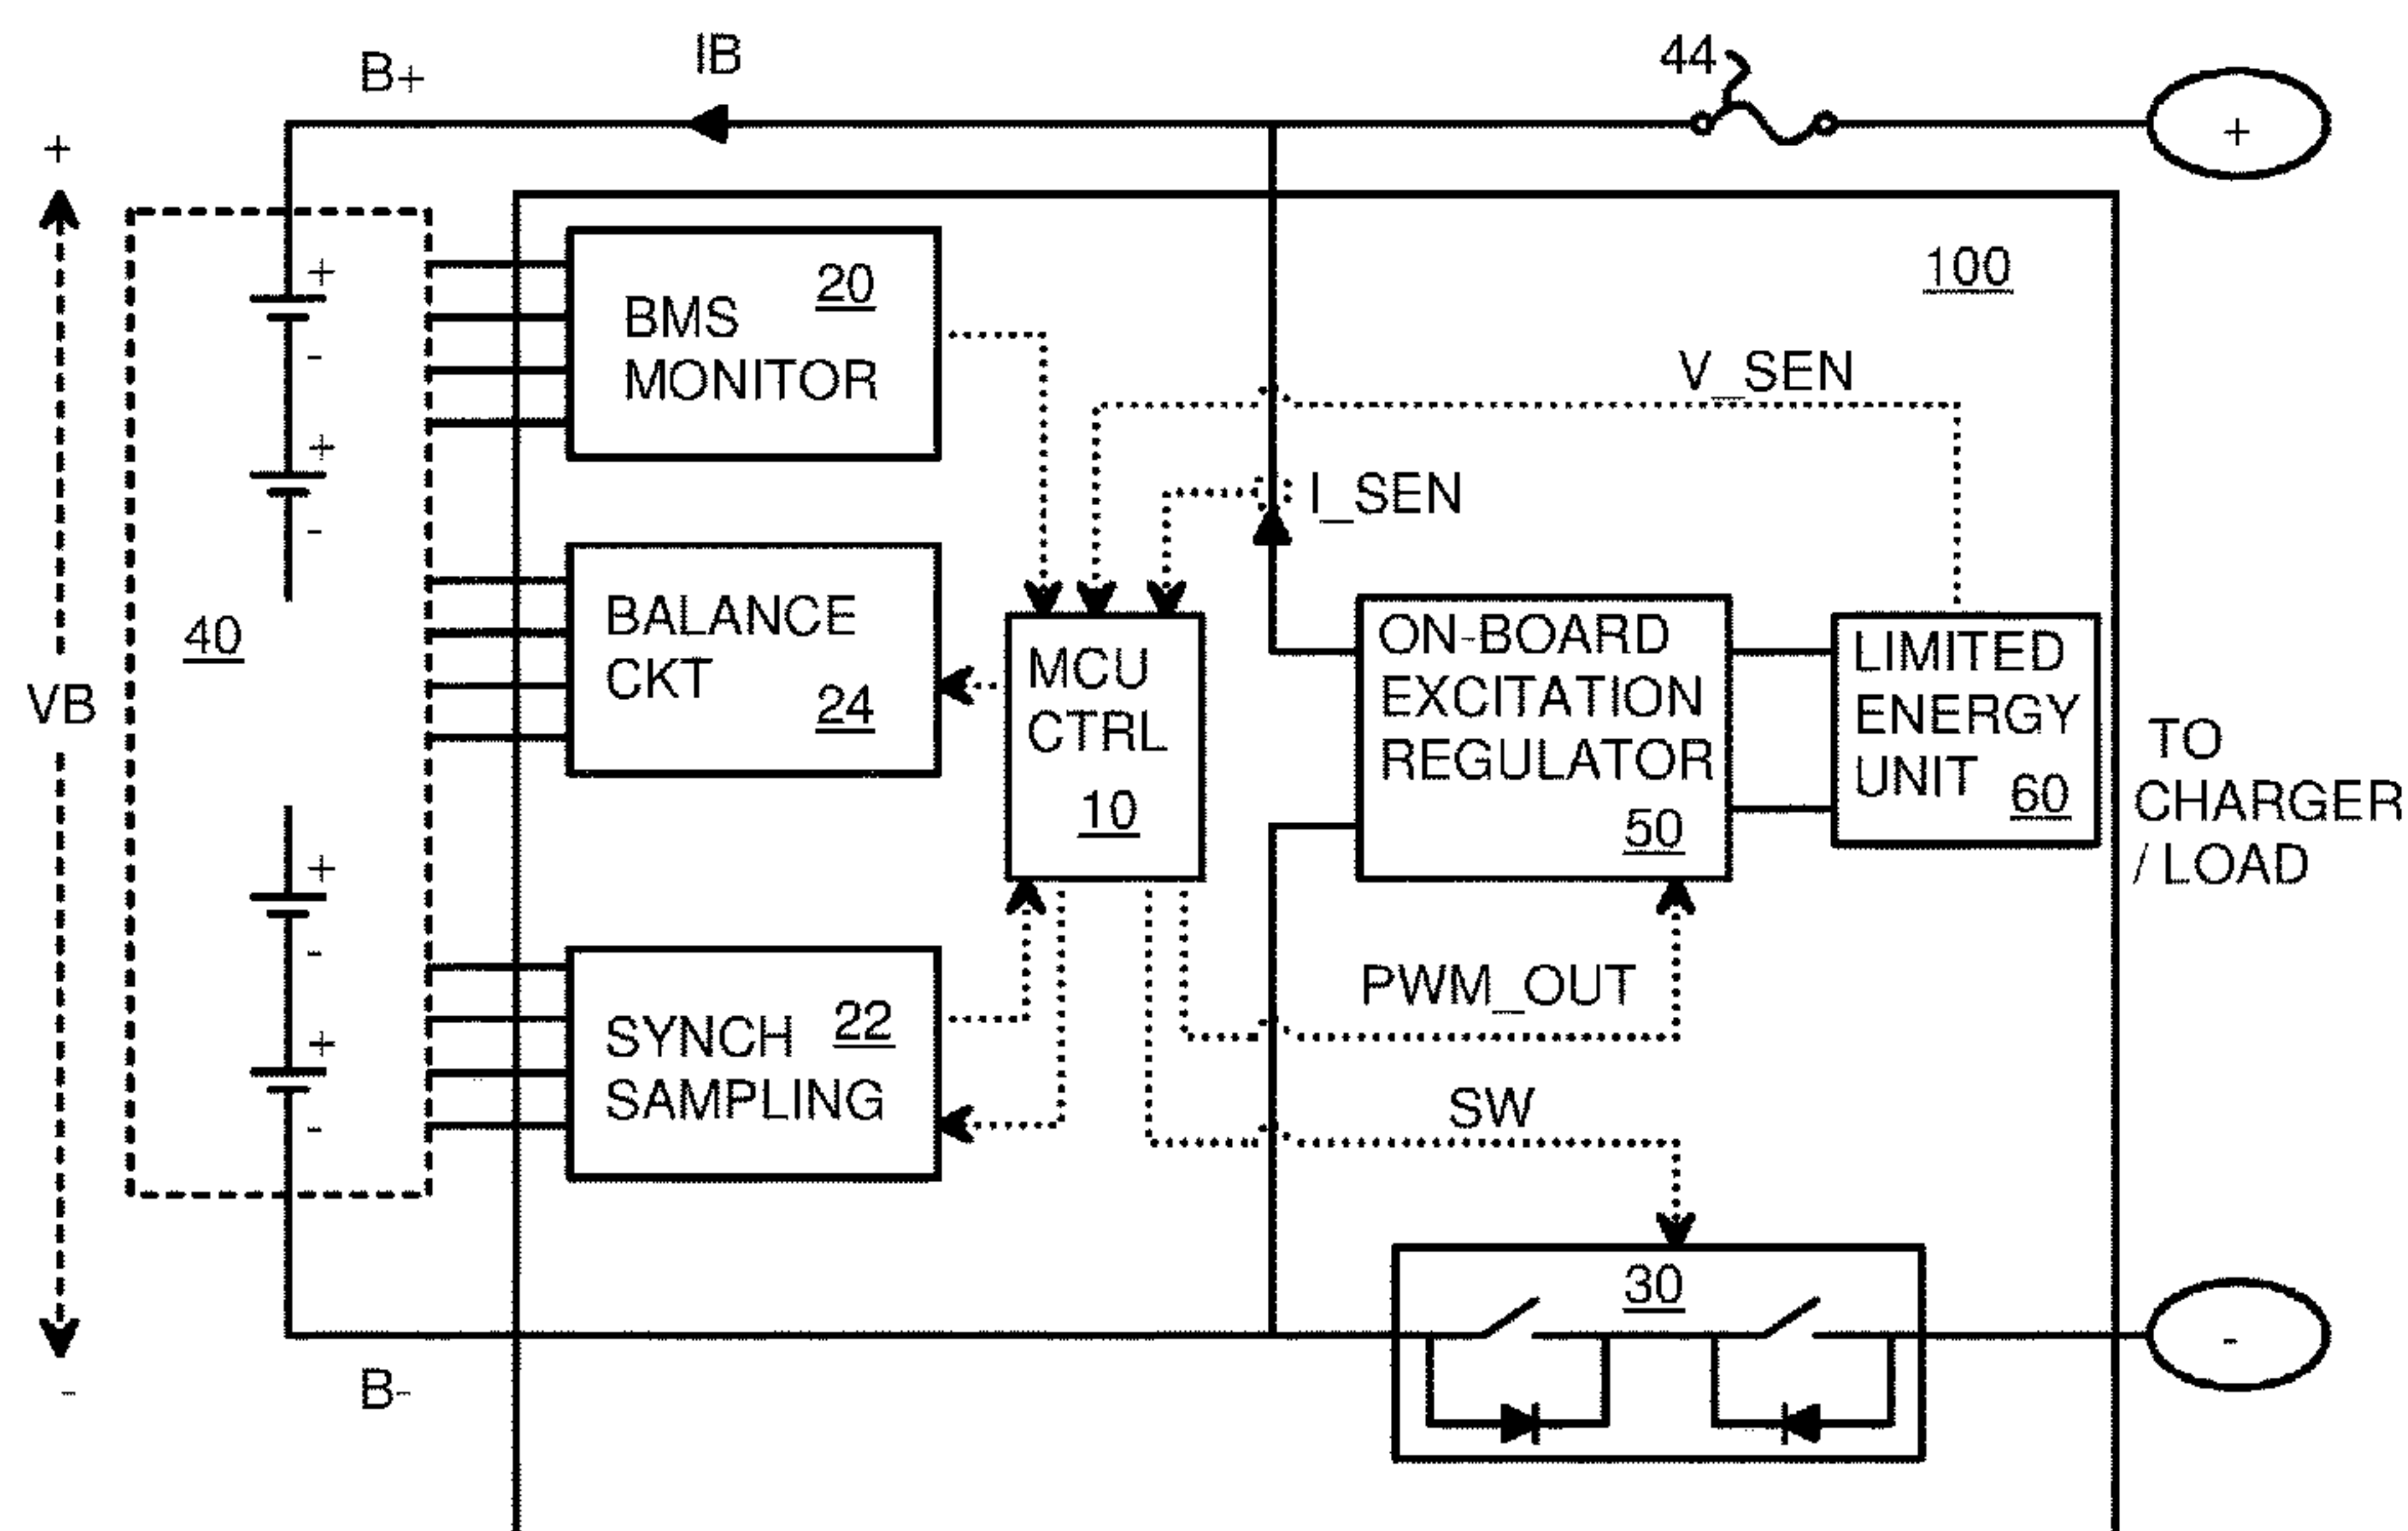 B+
IB
44
+
+
100
20
BMS
MONITOR
+
-
+
-
V_SEN
I_SEN
BALANCE
CKT
24
40
VB
MCU
CTRL
10
ON-BOARD
EXCITATION
REGULATOR
50
LIMITED
ENERGY
UNIT
60
TO
CHARGER
/ LOAD
+
-
+
-
SYNCH
22
SAMPLING
PWM_OUT
SW
30
-
B-
-